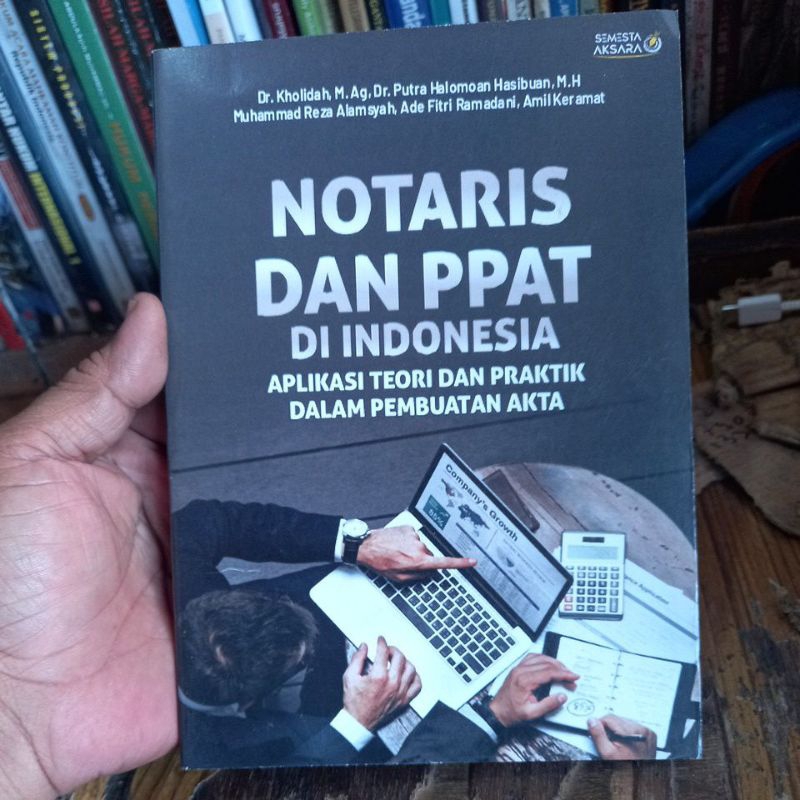 SEMESTA
AKSARA
Dr. Kholidah, M. Ag, Dr. Putra Halomoan Hasibuan, M.H
Muhammad Reza Alamsyah, Ade Fitri Ramadani, Amil Keramat
NOTARIS
DAN PPAT
DI INDONESIA
APLIKASI TEORI DAN PRAKTIK
DALAM PEMBUATAN AKTA
Company's Growth
HUKUM